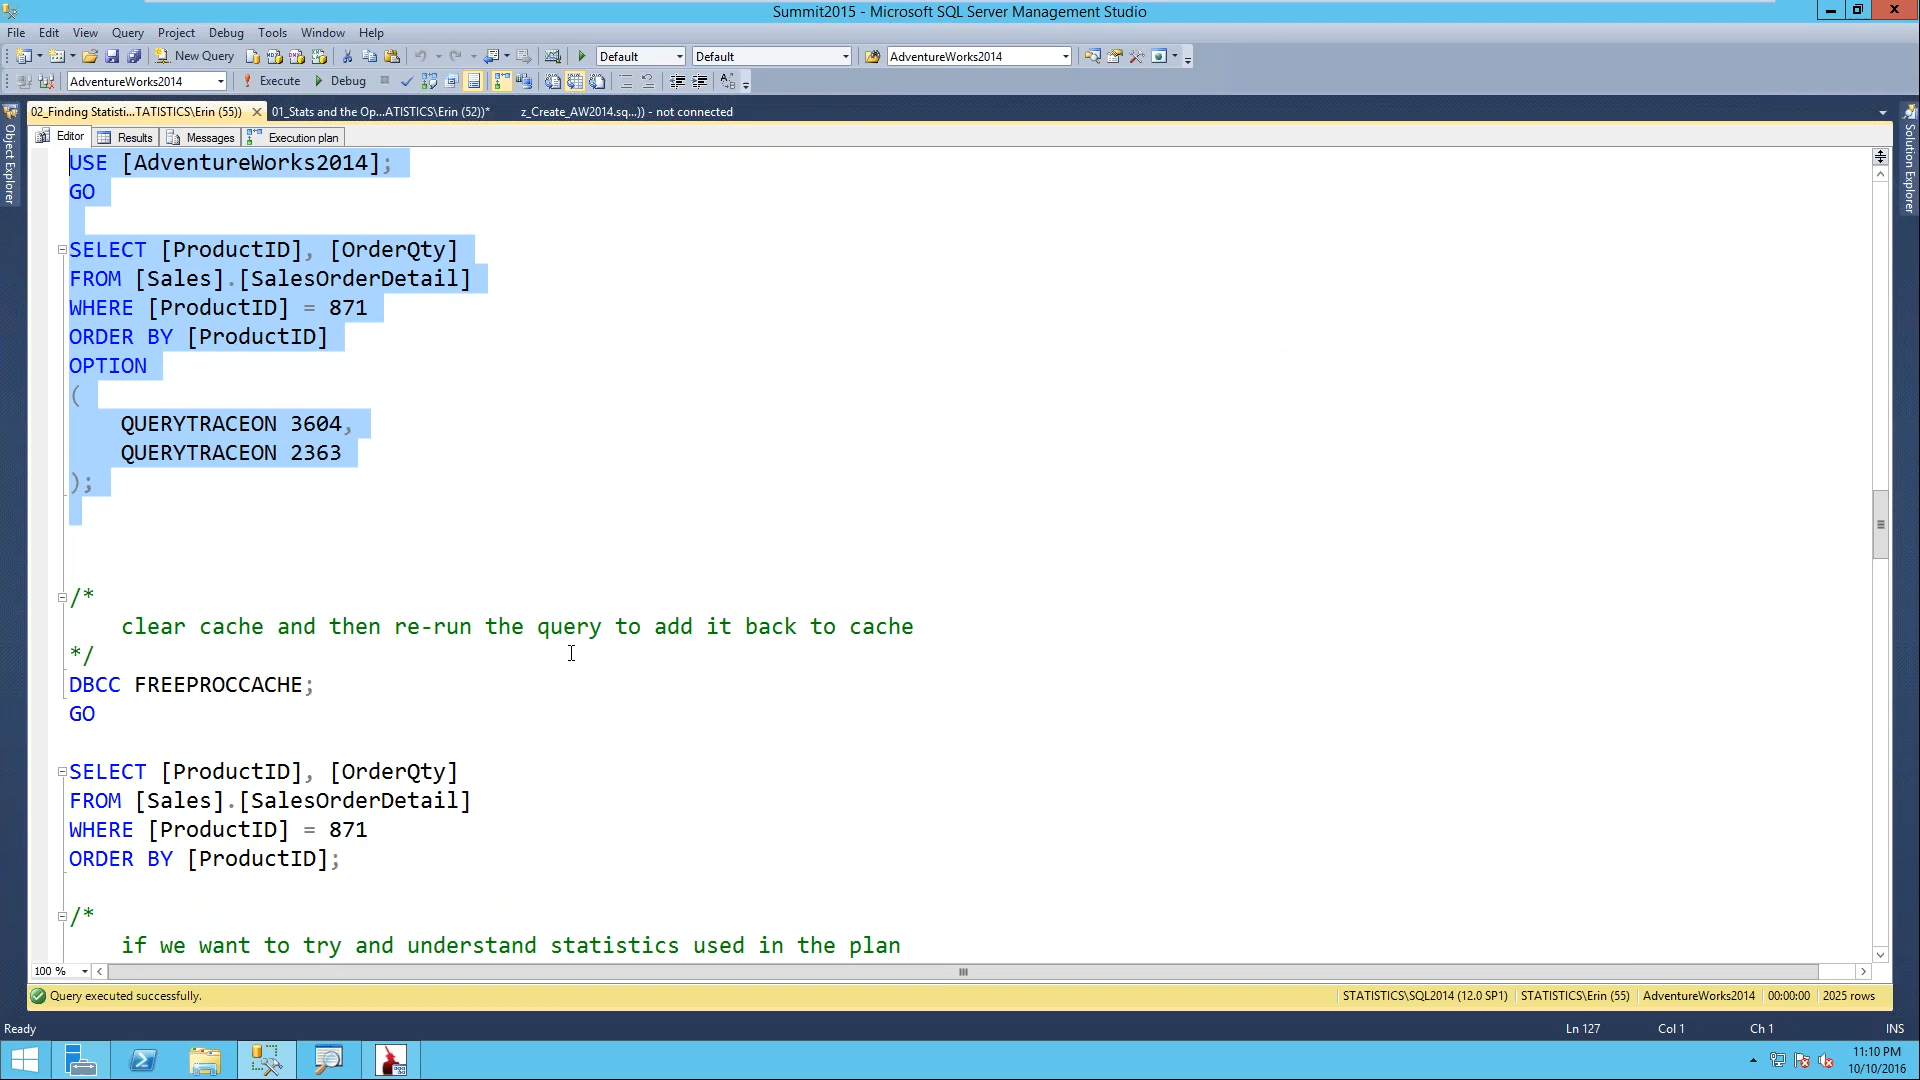 Summit2015 - Microsoft SQL Server Management Studio
File Edit View Query Project Debug Tools Window Help
New Query Default Default AdventureWorks2014
AdventureWorks2014 Execute Debug
02_Finding Statisti...TATISTICS\Erin (55)) 01_Stats and the Op...ATISTICS\Erin (52))* z_Create_AW2014.sq...)) - not connected
Object Explorer
Solution Explorer
Editor Results Messages Execution plan
USE [AdventureWorks2014];
GO
SELECT [ProductID], [OrderQty]
FROM [Sales].[SalesOrderDetail]
WHERE [ProductID] = 871
ORDER BY [ProductID]
OPTION
(
QUERYTRACEON 3604,
QUERYTRACEON 2363
);
/*
clear cache and then re-run the query to add it back to cache
*/
DBCC FREEPROCCACHE;
GO
SELECT [ProductID], [OrderQty]
FROM [Sales].[SalesOrderDetail]
WHERE [ProductID] = 871
ORDER BY [ProductID];
/*
if we want to try and understand statistics used in the plan
100 %
Query executed successfully. STATISTICS\SQL2014 (12.0 SP1) STATISTICS\Erin (55) AdventureWorks2014 00:00:00 2025 rows
Ready Ln 127 Col 1 Ch 1 INS
11:10 PM
10/10/2016